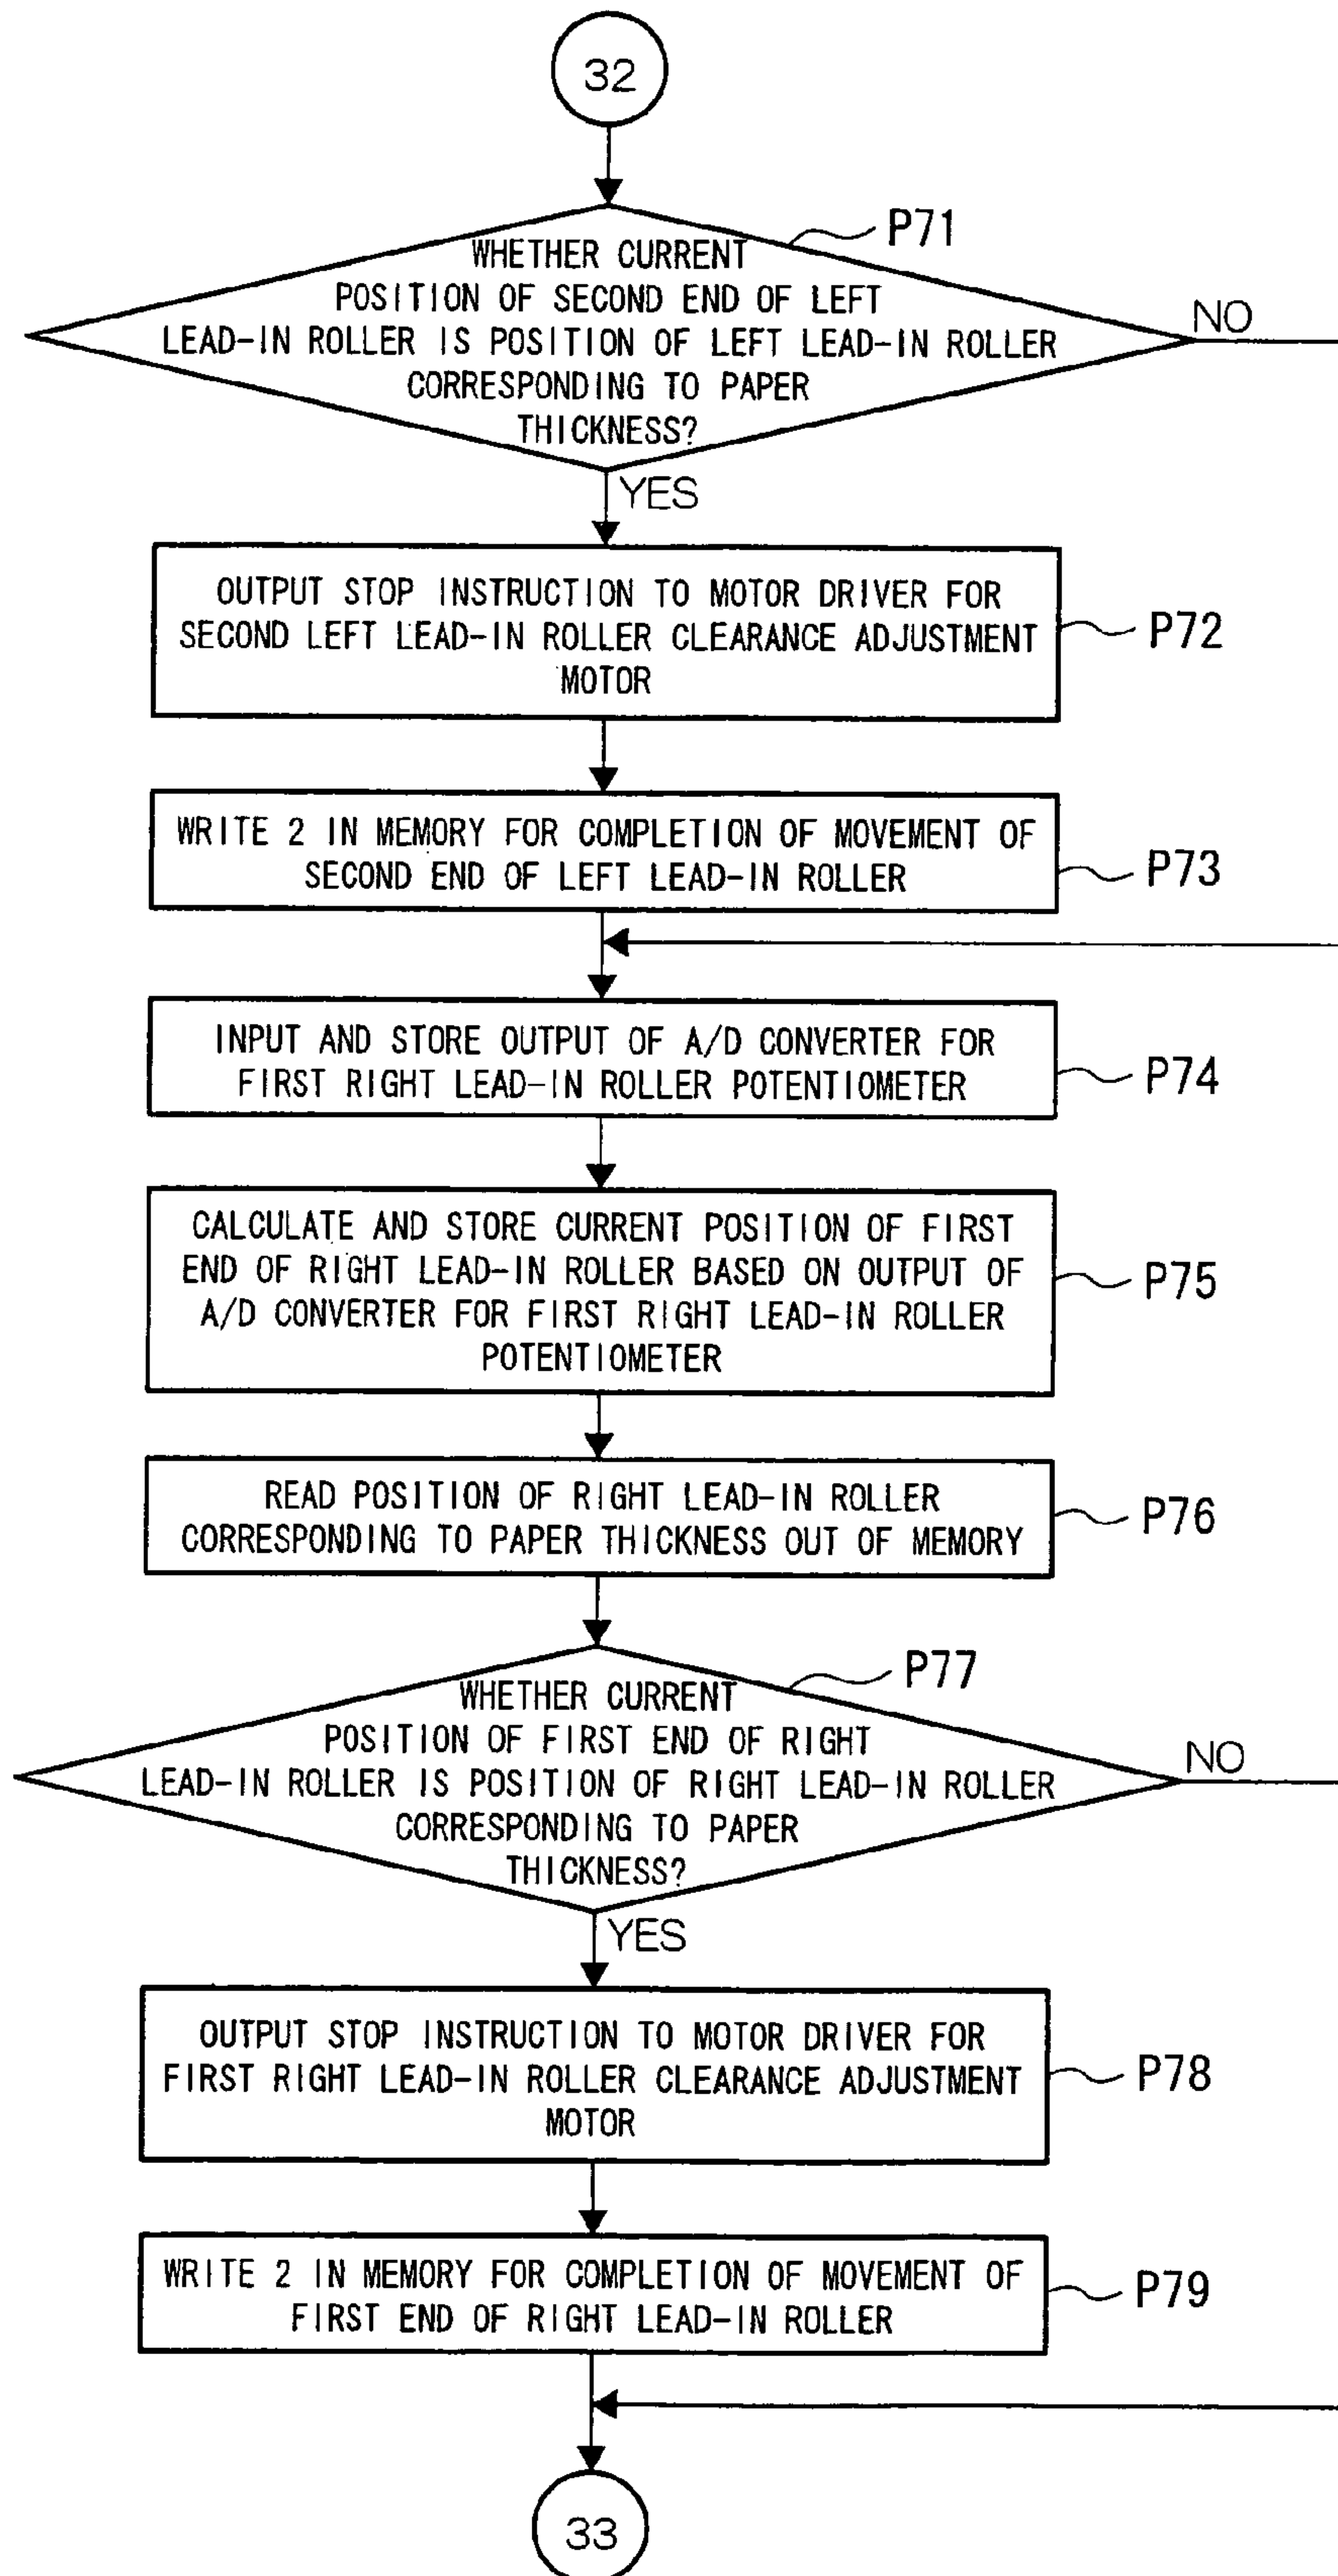 32
P71
WHETHER CURRENT
POSITION OF SECOND END OF LEFT
LEAD-IN ROLLER IS POSITION OF LEFT LEAD-IN ROLLER
CORRESPONDING TO PAPER
THICKNESS?
NO
YES
OUTPUT STOP INSTRUCTION TO MOTOR DRIVER FOR
SECOND LEFT LEAD-IN ROLLER CLEARANCE ADJUSTMENT
MOTOR
P72
WRITE 2 IN MEMORY FOR COMPLETION OF MOVEMENT OF
SECOND END OF LEFT LEAD-IN ROLLER
P73
INPUT AND STORE OUTPUT OF A/D CONVERTER FOR
FIRST RIGHT LEAD-IN ROLLER POTENTIOMETER
P74
CALCULATE AND STORE CURRENT POSITION OF FIRST
END OF RIGHT LEAD-IN ROLLER BASED ON OUTPUT OF
A/D CONVERTER FOR FIRST RIGHT LEAD-IN ROLLER
POTENTIOMETER
P75
READ POSITION OF RIGHT LEAD-IN ROLLER
CORRESPONDING TO PAPER THICKNESS OUT OF MEMORY
P76
P77
WHETHER CURRENT
POSITION OF FIRST END OF RIGHT
LEAD-IN ROLLER IS POSITION OF RIGHT LEAD-IN ROLLER
CORRESPONDING TO PAPER
THICKNESS?
NO
YES
OUTPUT STOP INSTRUCTION TO MOTOR DRIVER FOR
FIRST RIGHT LEAD-IN ROLLER CLEARANCE ADJUSTMENT
MOTOR
P78
WRITE 2 IN MEMORY FOR COMPLETION OF MOVEMENT OF
FIRST END OF RIGHT LEAD-IN ROLLER
P79
33